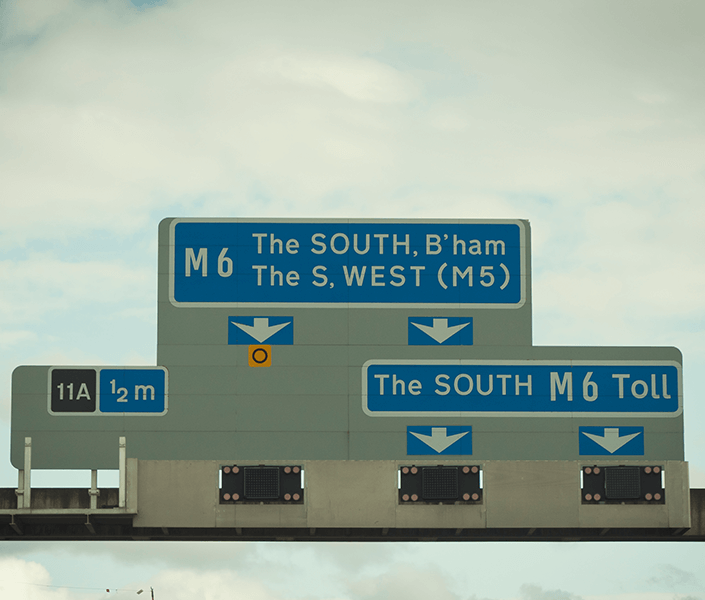 M6
The SOUTH, B'ham
The S, WEST (M5)
11A
½ m
The SOUTH M6 Toll